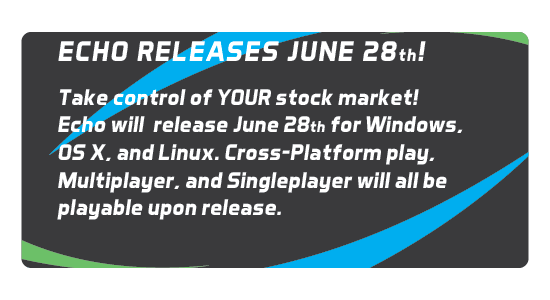 ECHO RELEASES JUNE 28th!
Take control of YOUR stock market!
Echo will  release June 28th for Windows,
OS X, and Linux. Cross-Platform play,
Multiplayer, and Singleplayer will all be
playable upon release.